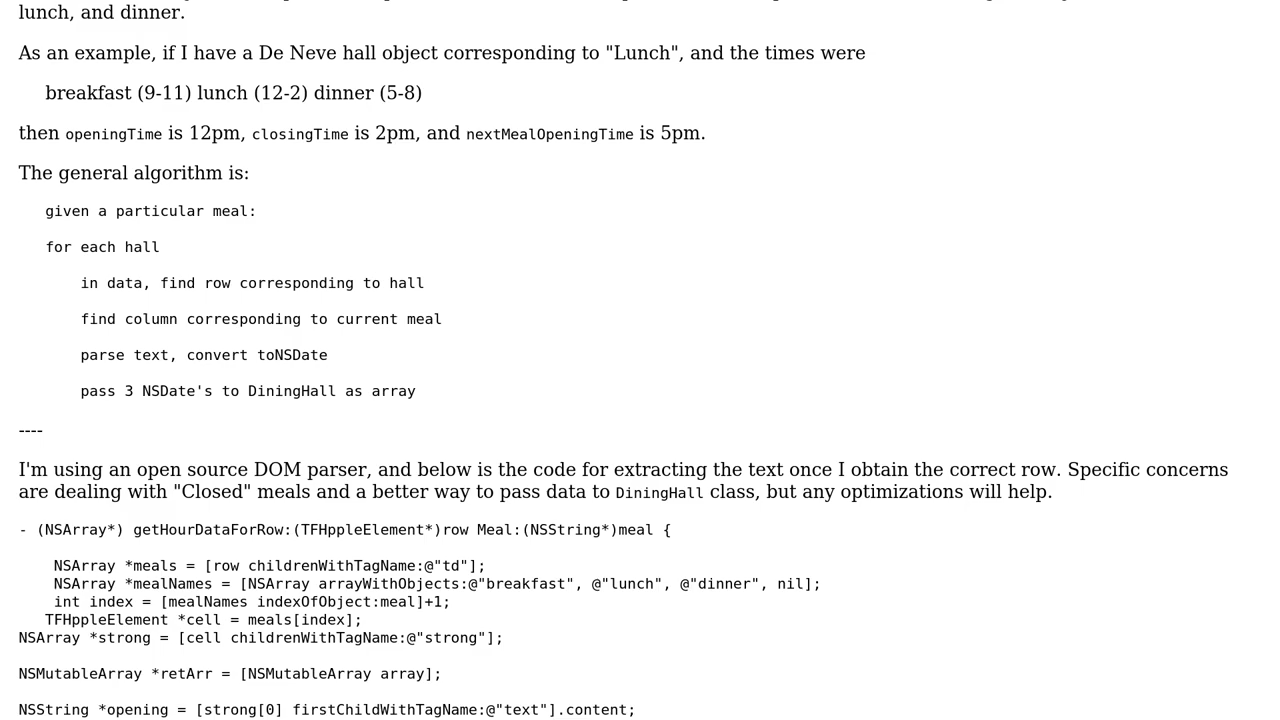 lunch, and dinner.
As an example, if I have a De Neve hall object corresponding to "Lunch", and the times were
breakfast (9-11) lunch (12-2) dinner (5-8)
then openingTime is 12pm, closingTime is 2pm, and nextMealOpeningTime is 5pm.
The general algorithm is:
given a particular meal:
for each hall
in data, find row corresponding to hall
find column corresponding to current meal
parse text, convert toNSDate
pass 3 NSDate's to DiningHall as array
----
I'm using an open source DOM parser, and below is the code for extracting the text once I obtain the correct row. Specific concerns
are dealing with "Closed" meals and a better way to pass data to DiningHall class, but any optimizations will help.
- (NSArray*) getHourDataForRow:(TFHppleElement*)row Meal:(NSString*)meal {
NSArray *meals = [row childrenWithTagName:@"td"];
NSArray *mealNames = [NSArray arrayWithObjects:@"breakfast", @"lunch", @"dinner", nil];
int index = [mealNames indexOfObject:meal]+1;
TFHppleElement *cell = meals[index];
NSArray *strong = [cell childrenWithTagName:@"strong"];
NSMutableArray *retArr = [NSMutableArray array];
NSString *opening = [strong[0] firstChildWithTagName:@"text"].content;